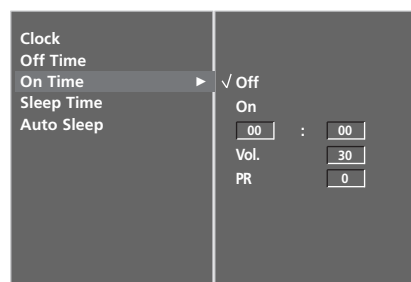 Clock
Off Time
On Time ►
Sleep Time
Auto Sleep
√ Off
On
00 : 00
Vol. 30
PR 0